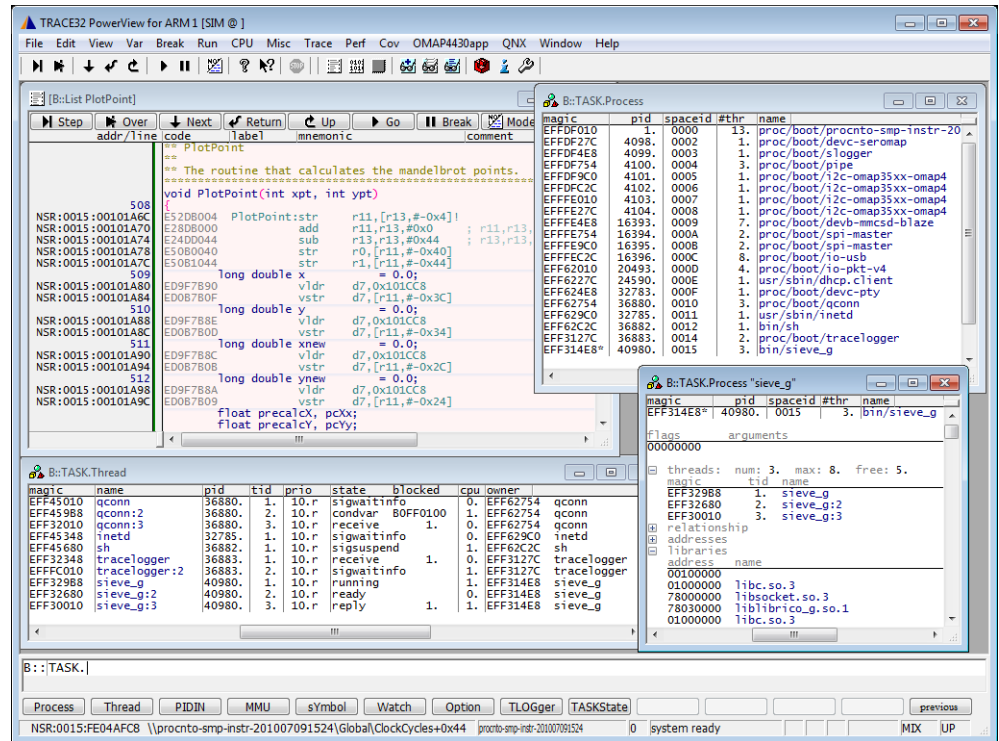 TRACE32 PowerView for ARM 1 [SIM @ ]
File Edit View Var Break Run CPU Misc Trace Perf Cov OMAP4430app QNX Window Help
[B::List PlotPoint]
Step Over Next Return Up Go Break Mode
addr/line code label mnemonic comment
** PlotPoint
**
** The routine that calculates the mandelbrot points.
void PlotPoint(int xpt, int ypt)
508 {
NSR:0015:00101A6C E52DB004 PlotPoint:str r11,[r13,#-0x4]!
NSR:0015:00101A70 E28DB000 add r11,r13,#0x0 ; r11,r13,
NSR:0015:00101A74 E24DD044 sub r13,r13,#0x44 ; r13,r13,
NSR:0015:00101A78 E50B0040 str r0,[r11,#-0x40]
NSR:0015:00101A7C E50B1044 str r1,[r11,#-0x44]
509 long double x = 0.0;
NSR:0015:00101A80 ED9F7B90 vldr d7,0x101CC8
NSR:0015:00101A84 ED0B7B0F vstr d7,[r11,#-0x3C]
510 long double y = 0.0;
NSR:0015:00101A88 ED9F7B8E vldr d7,0x101CC8
NSR:0015:00101A8C ED0B7B0D vstr d7,[r11,#-0x34]
511 long double xnew = 0.0;
NSR:0015:00101A90 ED9F7B8C vldr d7,0x101CC8
NSR:0015:00101A94 ED0B7B0B vstr d7,[r11,#-0x2C]
512 long double ynew = 0.0;
NSR:0015:00101A98 ED9F7B8A vldr d7,0x101CC8
NSR:0015:00101A9C ED0B7B09 vstr d7,[r11,#-0x24]
float precalcX, pcXx;
float precalcY, pcYy;
B::TASK.Process
magic pid spaceid #thr name
EFFDF010 1. 0000 13. proc/boot/procnto-smp-instr-20
EFFDF27C 4098. 0002 1. proc/boot/devc-seromap
EFFDF4E8 4099. 0003 1. proc/boot/slogger
EFFDF754 4100. 0004 3. proc/boot/pipe
EFFDF9C0 4101. 0005 1. proc/boot/i2c-omap35xx-omap4
EFFDFC2C 4102. 0006 1. proc/boot/i2c-omap35xx-omap4
EFFFE010 4103. 0007 1. proc/boot/i2c-omap35xx-omap4
EFFFE27C 4104. 0008 1. proc/boot/i2c-omap35xx-omap4
EFFFE4E8 16393. 0009 7. proc/boot/devb-mmcsd-blaze
EFFFE754 16394. 000A 2. proc/boot/spi-master
EFFFE9C0 16395. 000B 2. proc/boot/spi-master
EFFFEC2C 16396. 000C 8. proc/boot/io-usb
EFF62010 20493. 000D 4. proc/boot/io-pkt-v4
EFF6227C 24590. 000E 1. usr/sbin/dhcp.client
EFF624E8 32783. 000F 1. proc/boot/devc-pty
EFF62754 36880. 0010 3. proc/boot/qconn
EFF629C0 32785. 0011 1. usr/sbin/inetd
EFF62C2C 36882. 0012 1. bin/sh
EFF3127C 36883. 0014 2. proc/boot/tracelogger
EFF314E8* 40980. 0015 3. bin/sieve_g
B::TASK.Thread
magic name pid tid prio state blocked cpu owner
EFF45010 qconn 36880. 1. 10.r sigwaitinfo 0. EFF62754 qconn
EFF459B8 qconn:2 36880. 2. 10.r condvar B0FF0100 1. EFF62754 qconn
EFF32010 qconn:3 36880. 3. 10.r receive 1. 0. EFF62754 qconn
EFF45348 inetd 32785. 1. 10.r sigwaitinfo 0. EFF629C0 inetd
EFF45680 sh 36882. 1. 10.r sigsuspend 1. EFF62C2C sh
EFF32348 tracelogger 36883. 1. 10.r receive 1. 0. EFF3127C tracelogger
EFFFC010 tracelogger:2 36883. 2. 10.r sigwaitinfo 1. EFF3127C tracelogger
EFF329B8 sieve_g 40980. 1. 10.r running 1. EFF314E8 sieve_g
EFF32680 sieve_g:2 40980. 2. 10.r ready 0. EFF314E8 sieve_g
EFF30010 sieve_g:3 40980. 3. 10.r reply 1. 1. EFF314E8 sieve_g
B::TASK.Process "sieve_g"
magic pid spaceid #thr name
EFF314E8* 40980. 0015 3. bin/sieve_g
flags arguments
00000000
threads: num: 3. max: 8. free: 5.
magic tid name
EFF329B8 1. sieve_g
EFF32680 2. sieve_g:2
EFF30010 3. sieve_g:3
relationship
addresses
libraries
address name
00100000
01000000 libc.so.3
78000000 libsocket.so.3
78030000 liblibrico_g.so.1
01000000 libc.so.3
B::TASK.
Process Thread PIDIN MMU sYmbol Watch Option TLOGger TASKState previous
NSR:0015:FE04AFC8 \\procnto-smp-instr-201007091524\Global\ClockCycles+0x44 procnto-smp-instr-201007091524 0 system ready MIX UP